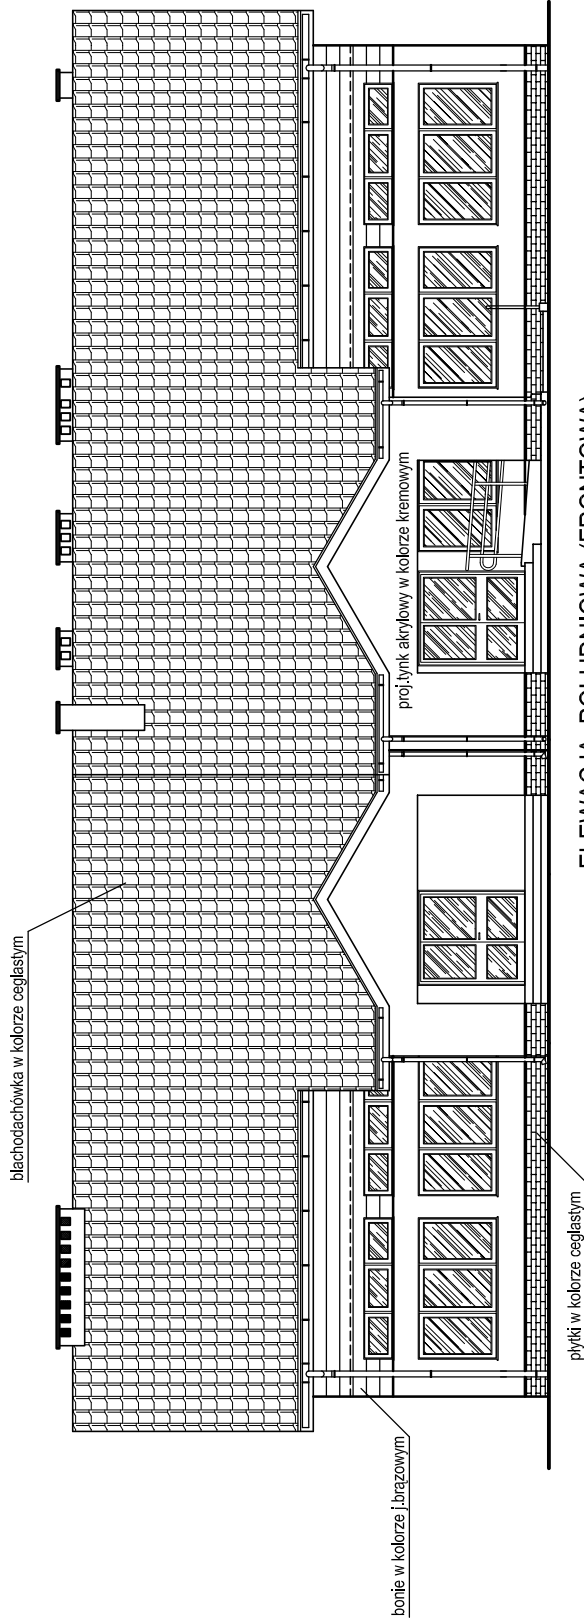 blachodachówka w kolorze ceglastym
proj.tynk akrylowy w kolorze kremowym
bonie w kolorze j.brązowym
płytki w kolorze ceglastym
ELEWACJA POŁUDNIOWA (FRONTOWA)